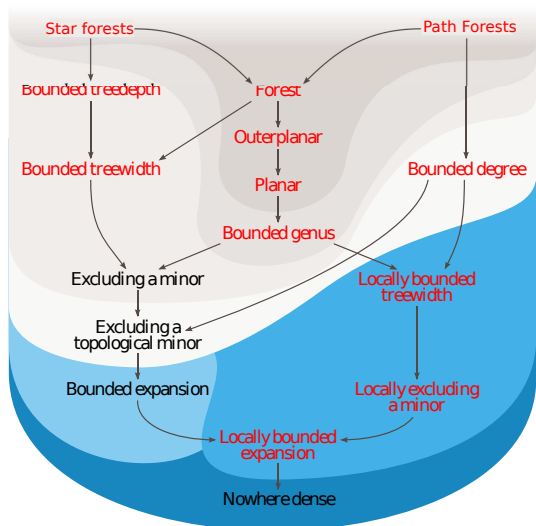 Star forests
Path Forests
Bounded treedepth
Forest
Outerplanar
Bounded treewidth
Bounded degree
Planar
Bounded genus
Excluding a minor
Locally bounded
treewidth
Excluding a
topological minor
Bounded expansion
Locally excluding
a minor
Locally bounded
expansion
Nowhere dense